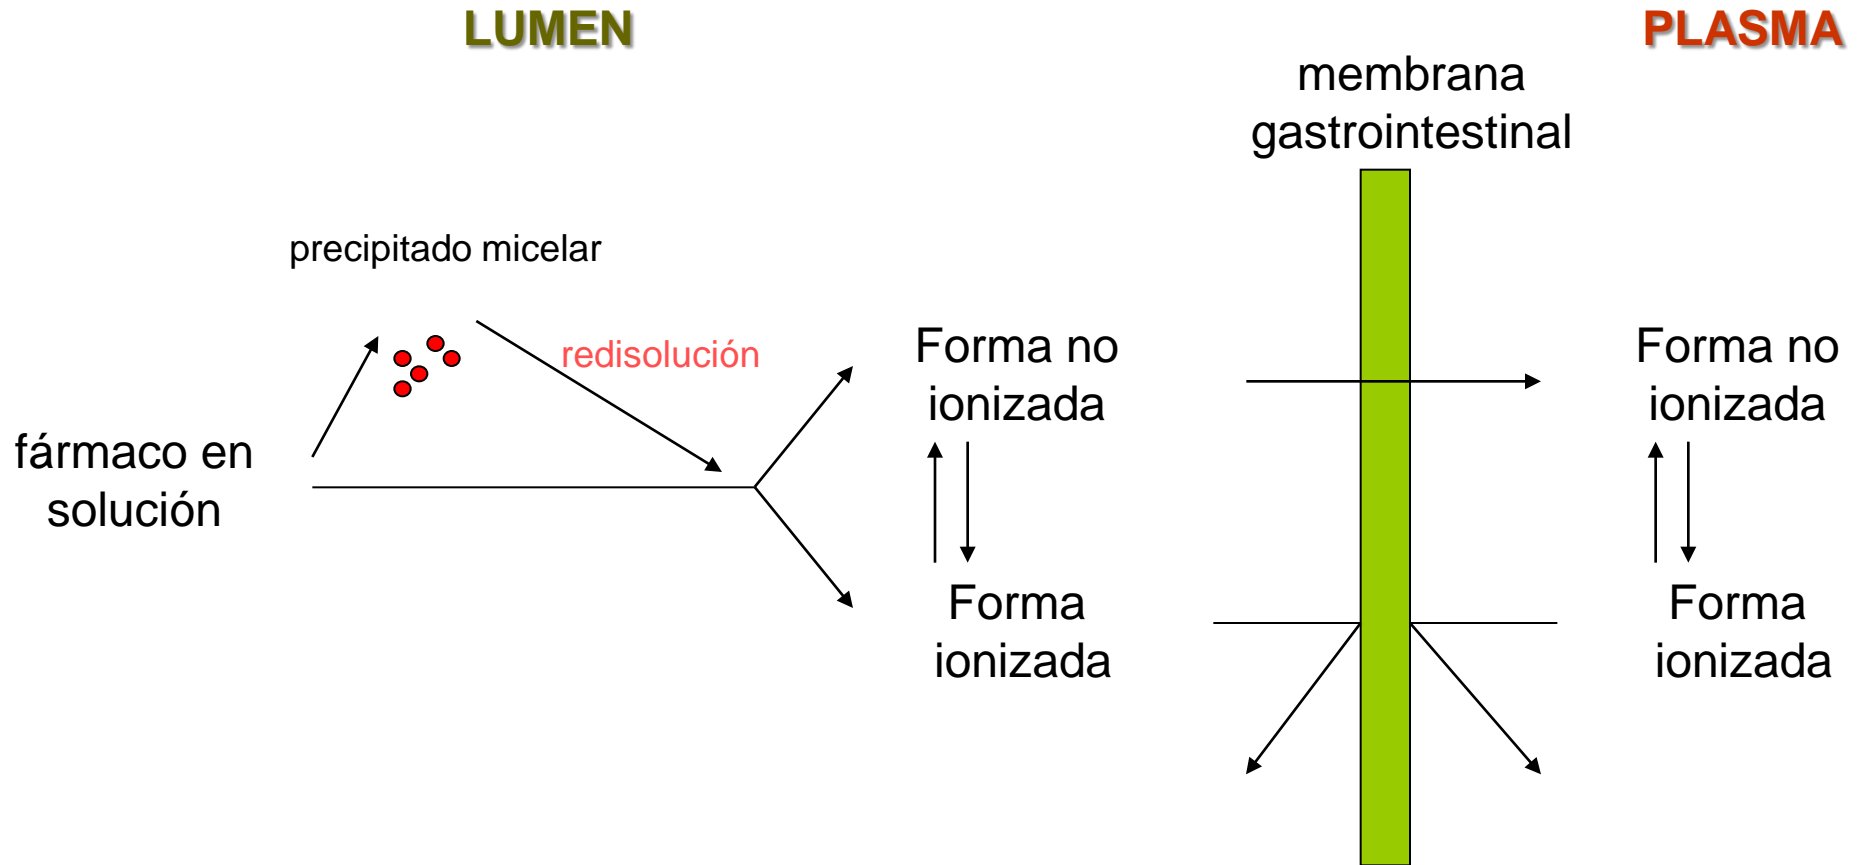 LUMEN
PLASMA
membrana
gastrointestinal
precipitado micelar
redisolución
fármaco en
solución
Forma no
ionizada
Forma
ionizada
Forma no
ionizada
Forma
ionizada